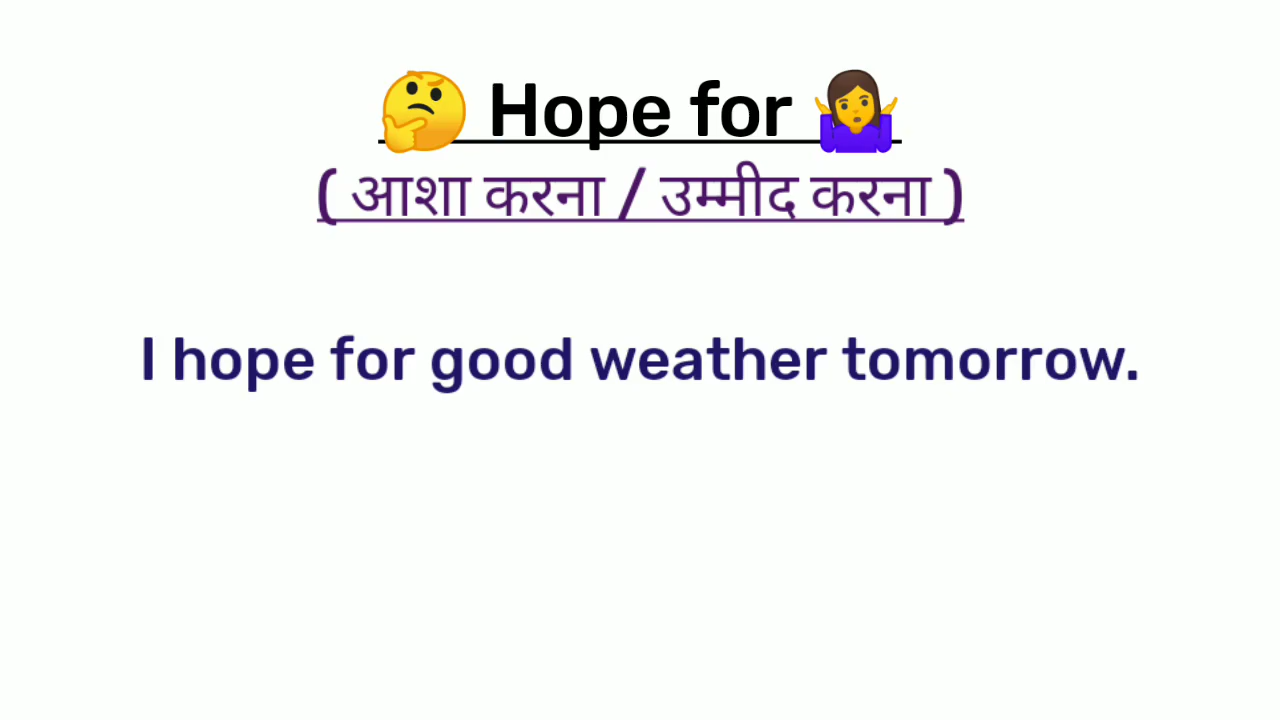 🤔 Hope for 🤷‍♀️
( आशा करना / उम्मीद करना )
I hope for good weather tomorrow.